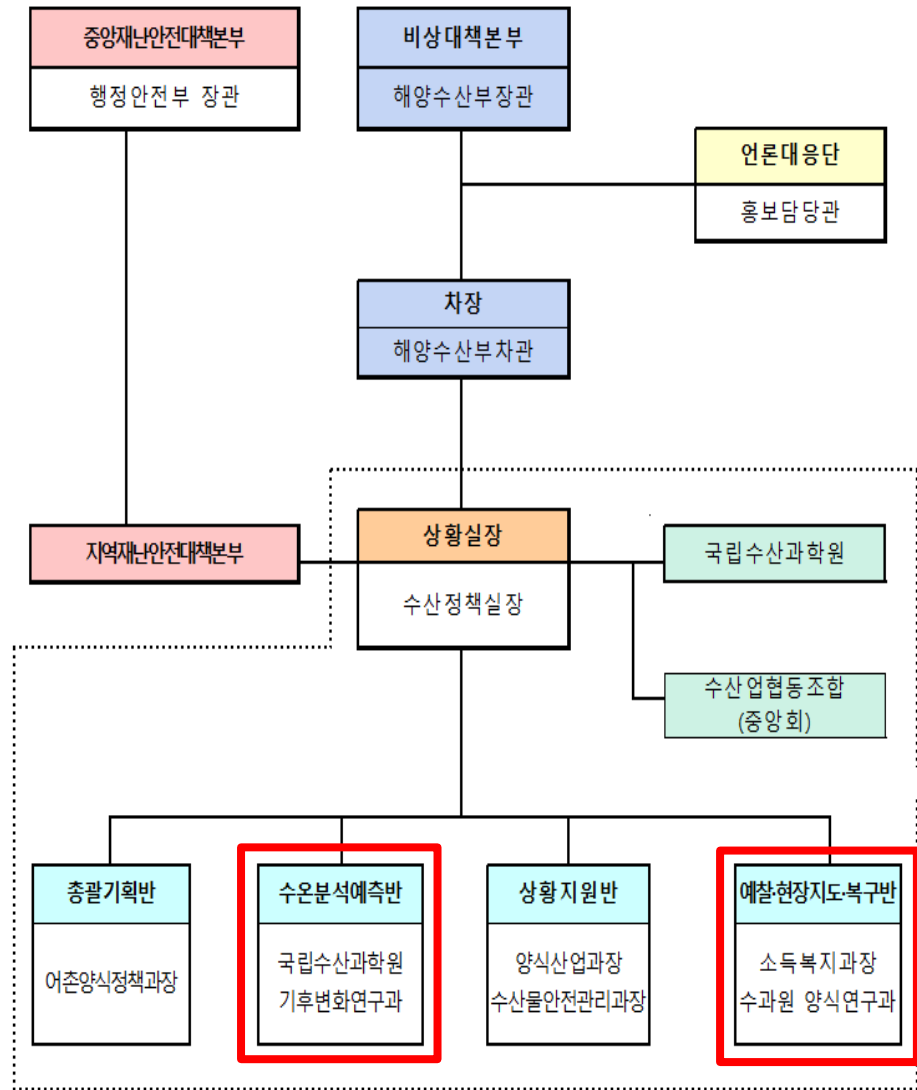 중앙재난안전대책본부
행정안전부 장관
비상대책본부
해양수산부장관
언론대응단
홍보담당관
차장
해양수산부차관
지역재난안전대책본부
상황실장
수산정책실장
국립수산과학원
수산업협동조합
(중앙회)
총괄기획반
어촌양식정책과장
수온분석예측반
국립수산과학원
기후변화연구과
상황지원반
양식산업과장
수산물안전관리과장
예찰·현장지도·복구반
소득복지과장
수과원 양식연구과